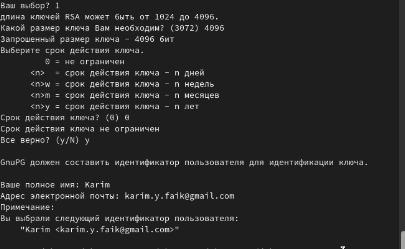 Ваш выбор? 1
длина ключей RSA может быть от 1024 до 4096.
Какой размер ключа Вам необходим? (3072) 4096
Запрошенный размер ключа - 4096 бит
Выберите срок действия ключа.
0 = не ограничен
<n> = срок действия ключа - n дней
<n>w = срок действия ключа - n недель
<n>m = срок действия ключа - n месяцев
<n>y = срок действия ключа - n лет
Срок действия ключа? (0) 0
Срок действия ключа не ограничен
Все верно? (y/N) y
GnuPG должен составить идентификатор пользователя для идентификации ключа.
Ваше полное имя: Karim
Адрес электронной почты: karim.y.faik@gmail.com
Примечание:
Вы выбрали следующий идентификатор пользователя:
"Karim <karim.y.faik@gmail.com>"